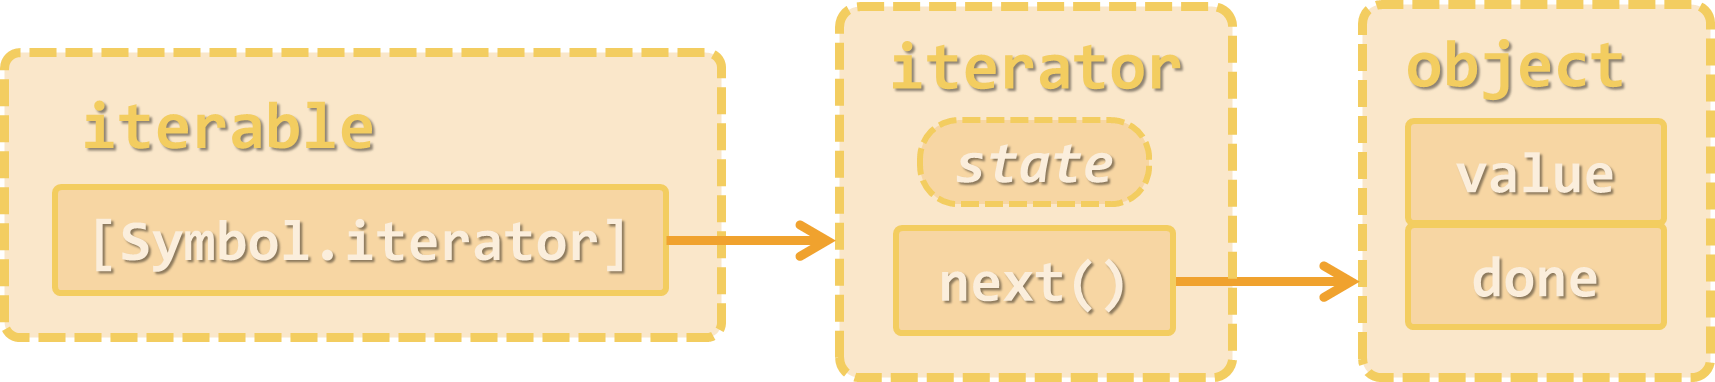 iterable
[Symbol.iterator]
iterator
state
next()
object
value
done